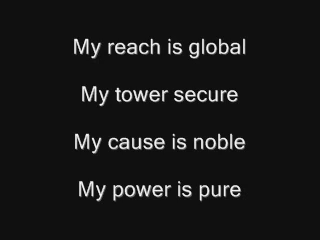 My reach is global
My tower secure
My cause is noble
My power is pure